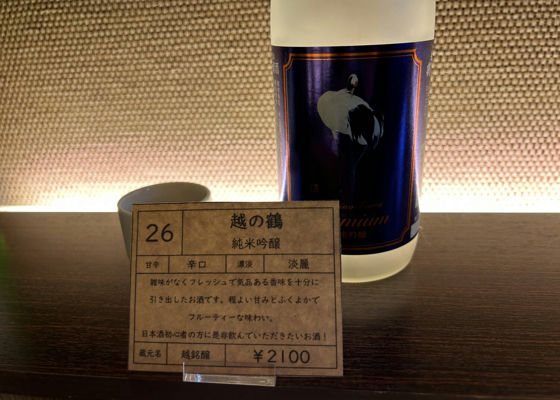 26
越の鶴
純米吟醸
甘辛 辛口 濃淡 淡麗
雑味がなくフレッシュで気品ある香味を十分に
引き出したお酒です。程よい甘みとふくよかで
フルーティーな味わい。
日本酒初心者の方に是非飲んでいただきたいお酒！
蔵元名 越銘醸 ¥2100